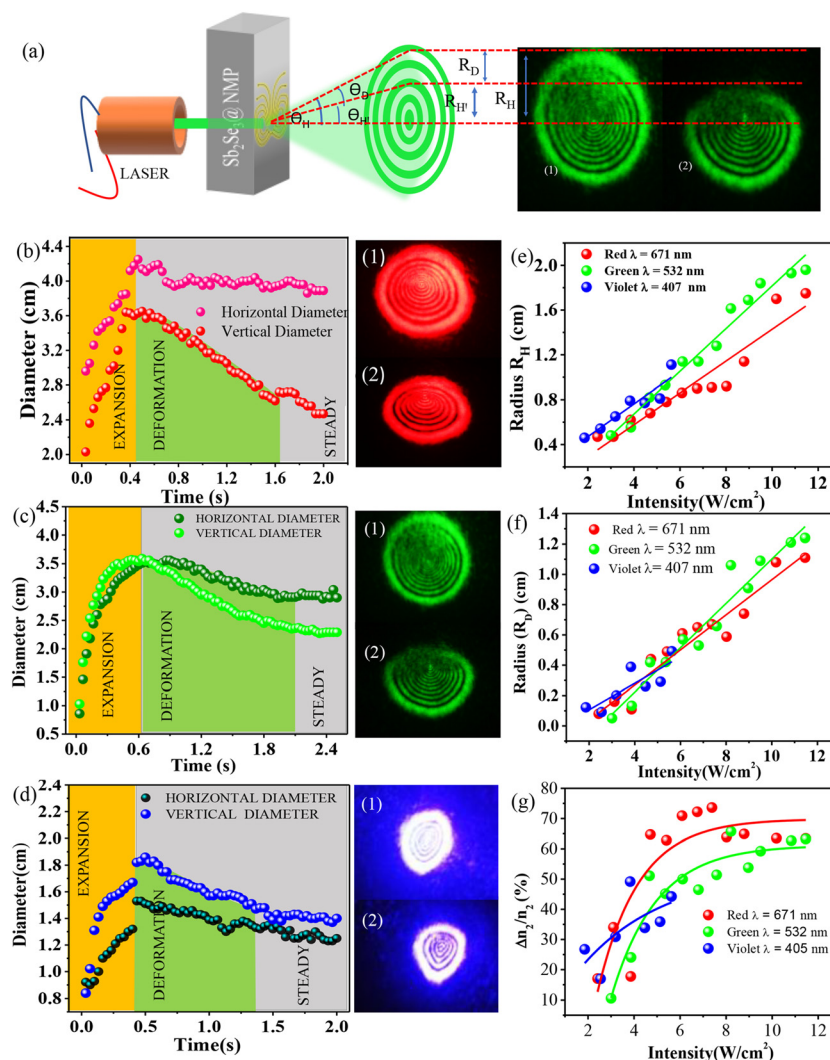 (a)
Sb₂Se₃@ NMP
LASER
Θ_H
Θ_D
Θ_H'
R_D
R_H'
R_H
(1)
(2)
(b)
4.4
4.0
3.6
3.2
2.8
2.4
2.0
Diameter (cm)
Horizontal Diameter
Vertical Diameter
EXPANSION
DEFORMATION
STEADY
0.0 0.4 0.8 1.2 1.6 2.0
Time (s)
(1)
(2)
(e)
Red λ = 671 nm
Green λ = 532 nm
Violet λ = 407 nm
2.0
1.6
1.2
0.8
0.4
Radius R_H (cm)
2 4 6 8 10 12
Intensity(W/cm²)
(c)
4.5
4.0
3.5
3.0
2.5
2.0
1.5
1.0
0.5
Diameter (cm)
HORIZONTAL DIAMETER
VERTICAL DIAMETER
EXPANSION
DEFORMATION
STEADY
0.0 0.6 1.2 1.8 2.4
Time (s)
(1)
(2)
(f)
Red λ = 671 nm
Green λ = 532 nm
Violet λ= 407 nm
1.4
1.2
1.0
0.8
0.6
0.4
0.2
0.0
Radius (R_D) (cm)
2 4 6 8 10 12
Intensity(W/cm²)
(d)
2.4
2.2
2.0
1.8
1.6
1.4
1.2
1.0
0.8
Diameter (cm)
HORIZONTAL DIAMETER
VERTICAL DIAMETER
EXPANSION
DEFORMATION
STEADY
0.0 0.5 1.0 1.5 2.0
Time(s)
(1)
(2)
(g)
80
70
60
50
40
30
20
10
Δn₂/n₂ (%)
Red λ = 671 nm
Green λ = 532 nm
Violet λ = 405 nm
2 4 6 8 10 12
Intensity (W/cm²)